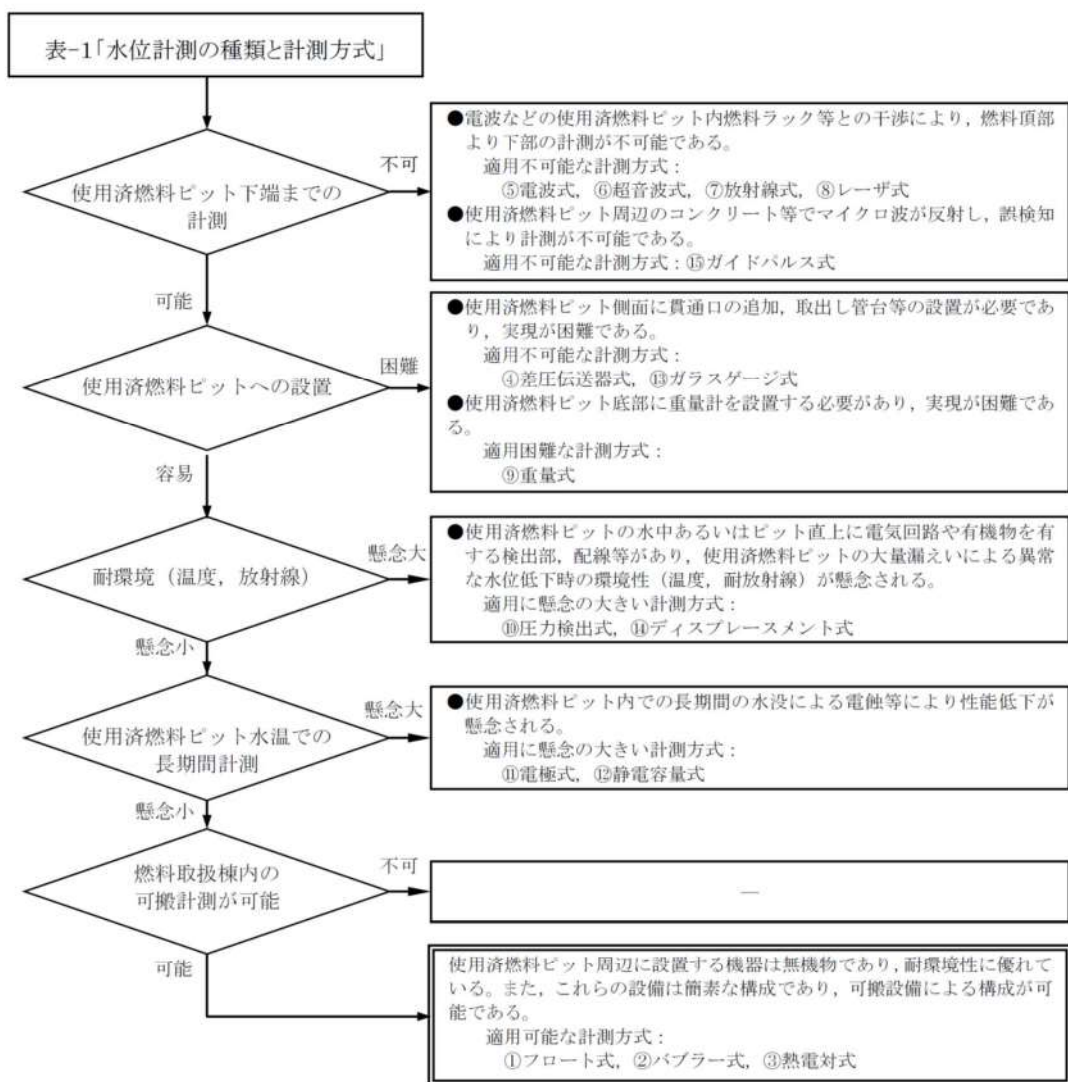 表-1「水位計測の種類と計測方式」
使用済燃料ピット下端までの
計測
不可
●電波などの使用済燃料ピット内燃料ラック等との干渉により，燃料頂部
より下部の計測が不可能である。
適用不可能な計測方式：
⑤電波式，⑥超音波式，⑦放射線式，⑧レーザ式
●使用済燃料ピット周辺のコンクリート等でマイクロ波が反射し，誤検知
により計測が不可能である。
適用不可能な計測方式：⑮ガイドパルス式
可能
使用済燃料ピットへの設置
困難
●使用済燃料ピット側面に貫通口の追加，取出し管台等の設置が必要であ
り，実現が困難である。
適用不可能な計測方式：
④差圧伝送器式，⑬ガラスゲージ式
●使用済燃料ピット底部に重量計を設置する必要があり，実現が困難であ
る。
適用困難な計測方式：
⑨重量式
容易
耐環境（温度，放射線）
懸念大
●使用済燃料ピットの水中あるいはピット直上に電気回路や有機物を有
する検出部，配線等があり，使用済燃料ピットの大量漏えいによる異常
な水位低下時の環境性（温度，耐放射線）が懸念される。
適用に懸念の大きい計測方式：
⑩圧力検出式，⑭ディスプレースメント式
懸念小
使用済燃料ピット水温での
長期間計測
懸念大
●使用済燃料ピット内での長期間の水没による電蝕等により性能低下が
懸念される。
適用に懸念の大きい計測方式：
⑪電極式，⑫静電容量式
懸念小
燃料取扱棟内の
可搬計測が可能
不可
―
可能
使用済燃料ピット周辺に設置する機器は無機物であり，耐環境性に優れて
いる。また，これらの設備は簡素な構成であり，可搬設備による構成が可
能である。
適用可能な計測方式：
①フロート式，②バブラー式，③熱電対式